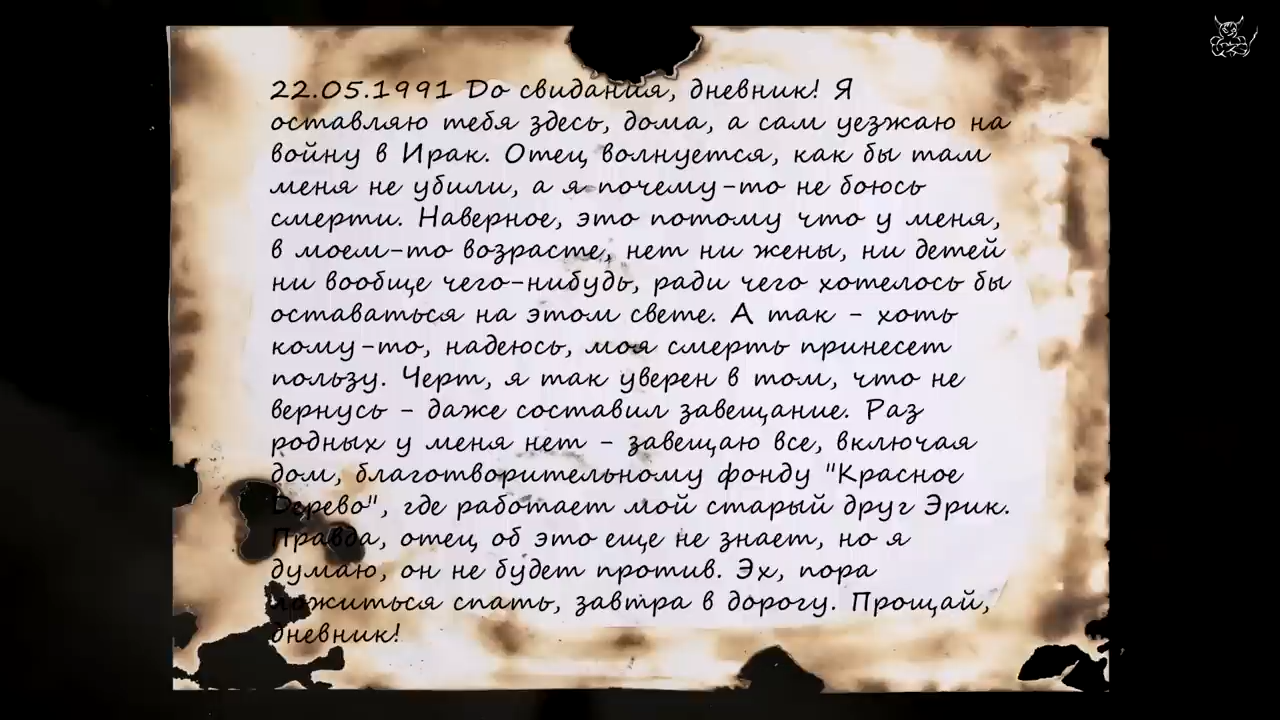 22.05.1991 До свидания, дневник! Я
оставляю тебя здесь, дома, а сам уезжаю на
войну в Ирак. Отец волнуется, как бы там
меня не убили, а я почему-то не боюсь
смерти. Наверное, это потому что у меня,
в моем-то возрасте, нет ни жены, ни детей
ни вообще чего-нибудь, ради чего хотелось бы
оставаться на этом свете. А так - хоть
кому-то, надеюсь, моя смерть принесет
пользу. Черт, я так уверен в том, что не
вернусь - даже составил завещание. Раз
родных у меня нет - завещаю все, включая
дом, благотворительному фонду "Красное
Дерево", где работает мой старый друг Эрик.
Правда, отец об это еще не знает, но я
думаю, он не будет против. Эх, пора
ложиться спать, завтра в дорогу. Прощай,
дневник!